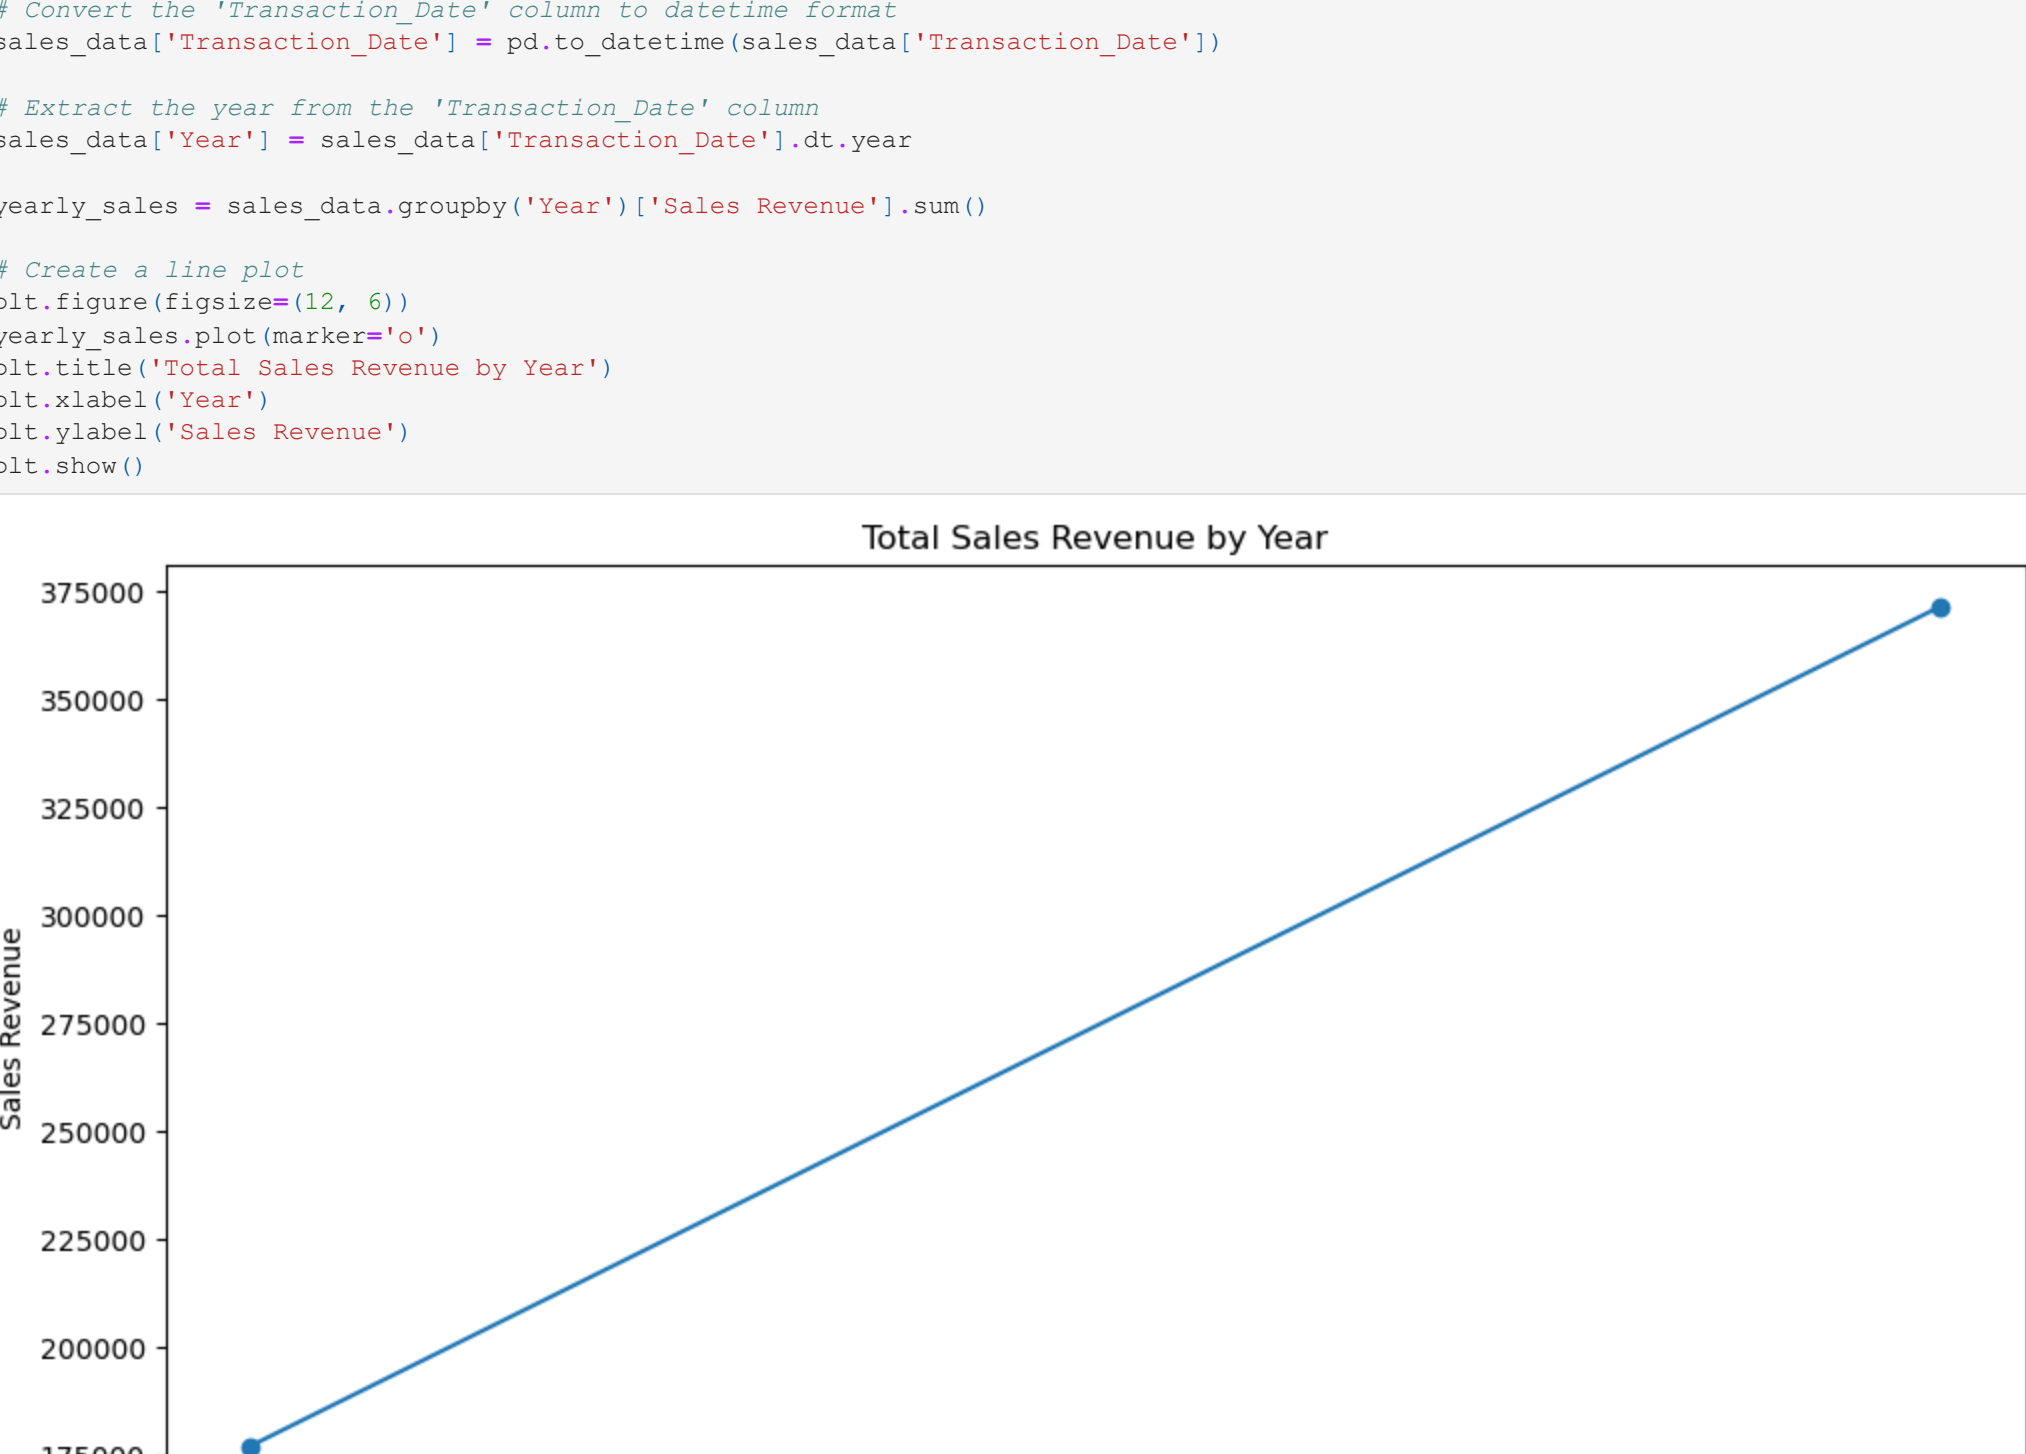 # Convert the 'Transaction_Date' column to datetime format
sales_data['Transaction_Date'] = pd.to_datetime(sales_data['Transaction_Date'])
# Extract the year from the 'Transaction_Date' column
sales_data['Year'] = sales_data['Transaction_Date'].dt.year
yearly_sales = sales_data.groupby('Year')['Sales Revenue'].sum()
# Create a line plot
plt.figure(figsize=(12, 6))
yearly_sales.plot(marker='o')
plt.title('Total Sales Revenue by Year')
plt.xlabel('Year')
plt.ylabel('Sales Revenue')
plt.show()
Total Sales Revenue by Year
375000
350000
325000
300000
275000
250000
225000
200000
175000
Sales Revenue